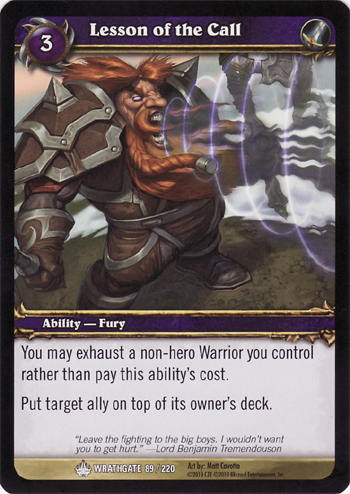 3
Lesson of the Call
Ability — Fury
You may exhaust a non-hero Warrior you control
rather than pay this ability's cost.
Put target ally on top of its owner's deck.
"Leave the fighting to the big boys. I wouldn't
you to get hurt." —Lord Benjamin Tremendouson
WRATHGATE 89 / 220
Art by: Matt Cavotta